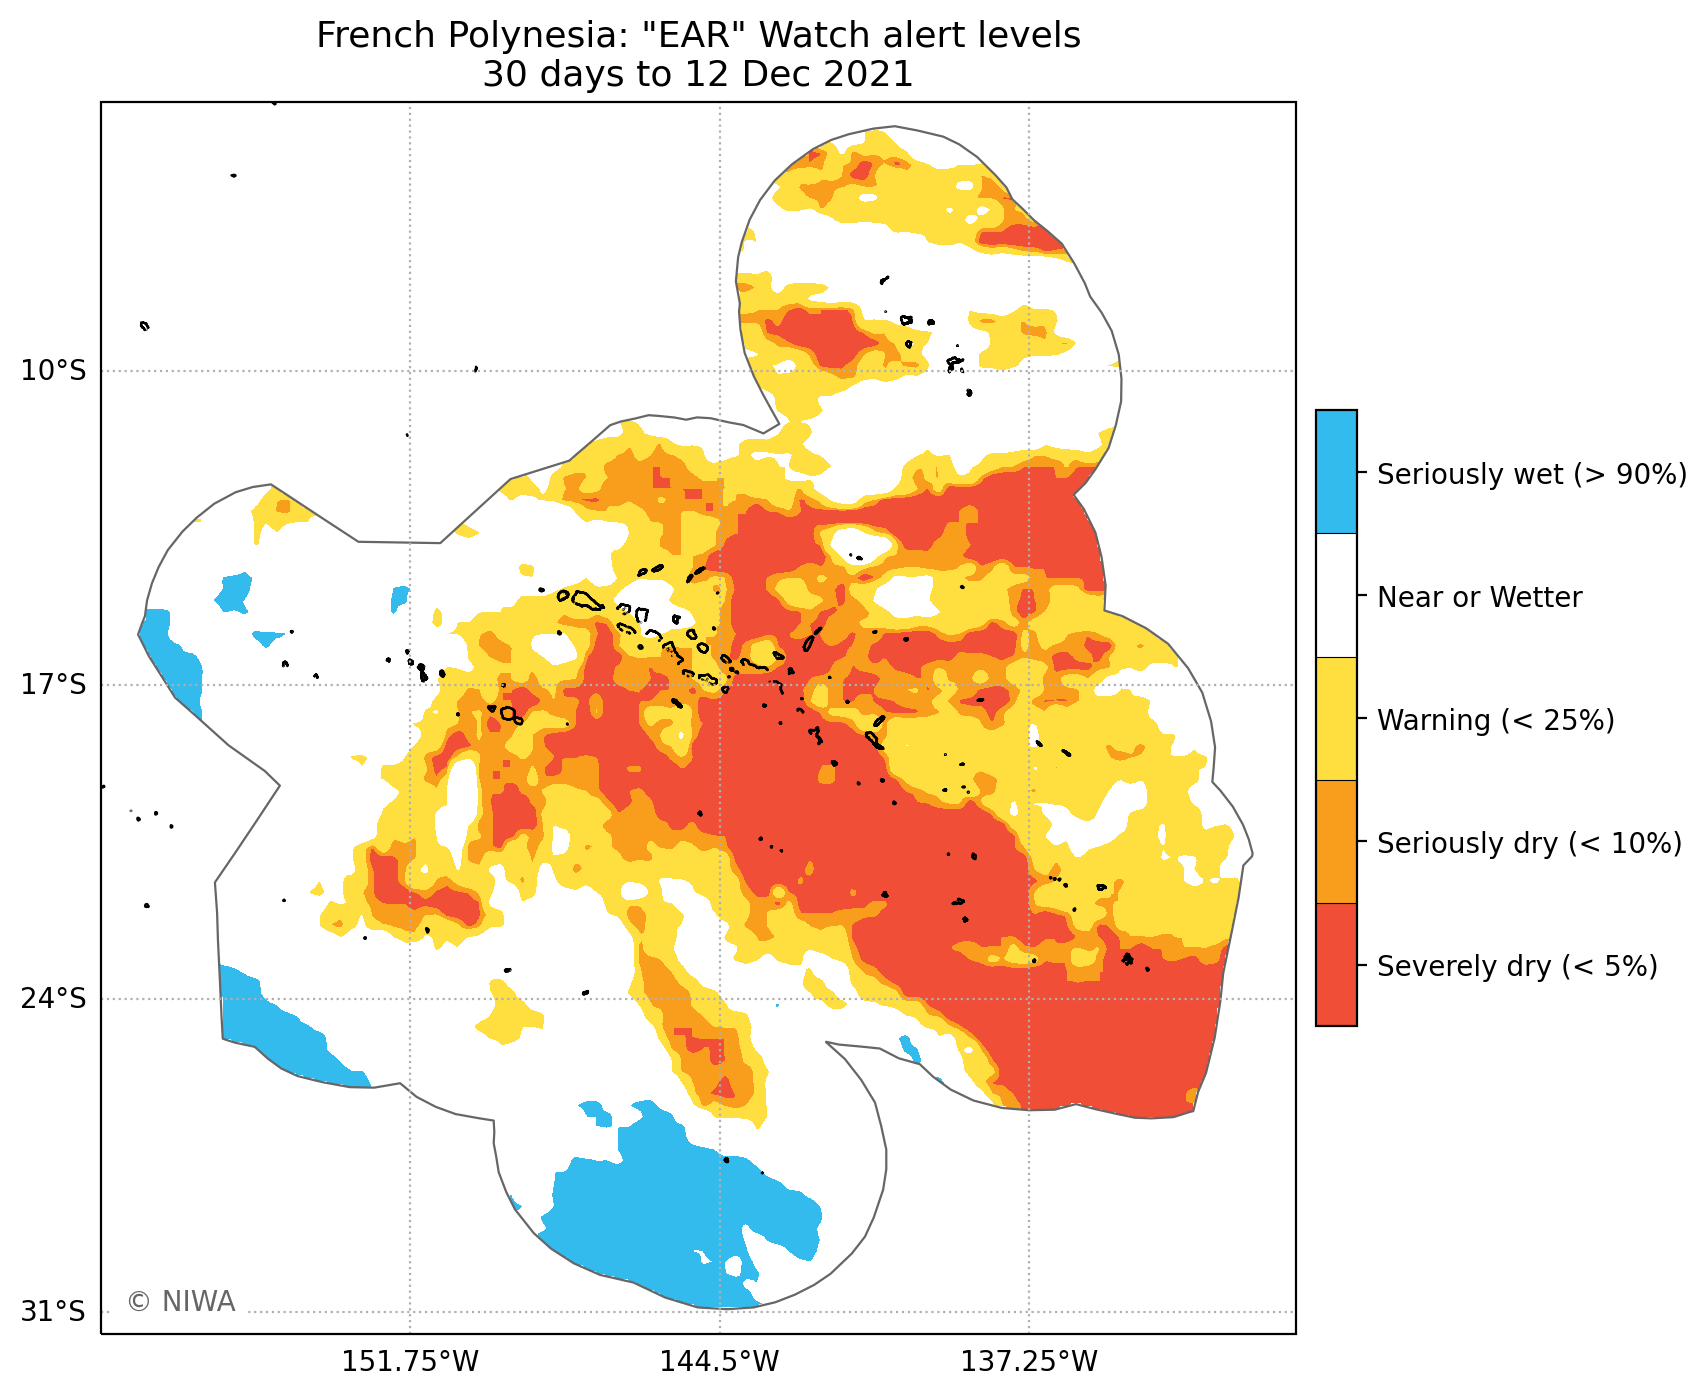 French Polynesia: "EAR" Watch alert levels
30 days to 12 Dec 2021
10°S
17°S
24°S
31°S
151.75°W
144.5°W
137.25°W
© NIWA
Seriously wet (> 90%)
Near or Wetter
Warning (< 25%)
Seriously dry (< 10%)
Severely dry (< 5%)